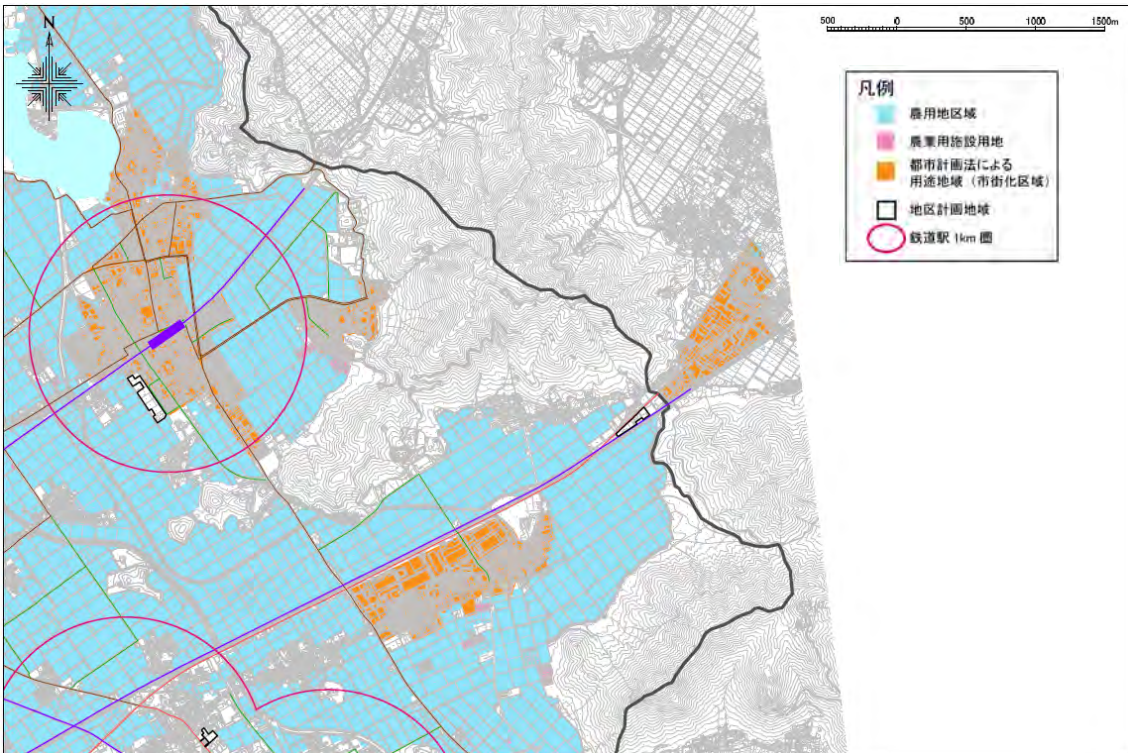 N
500 0 500 1000 1500m
凡例
農用地区域
農業用施設用地
都市計画法による
用途地域（市街化区域）
地区計画地域
鉄道駅 1km 圏